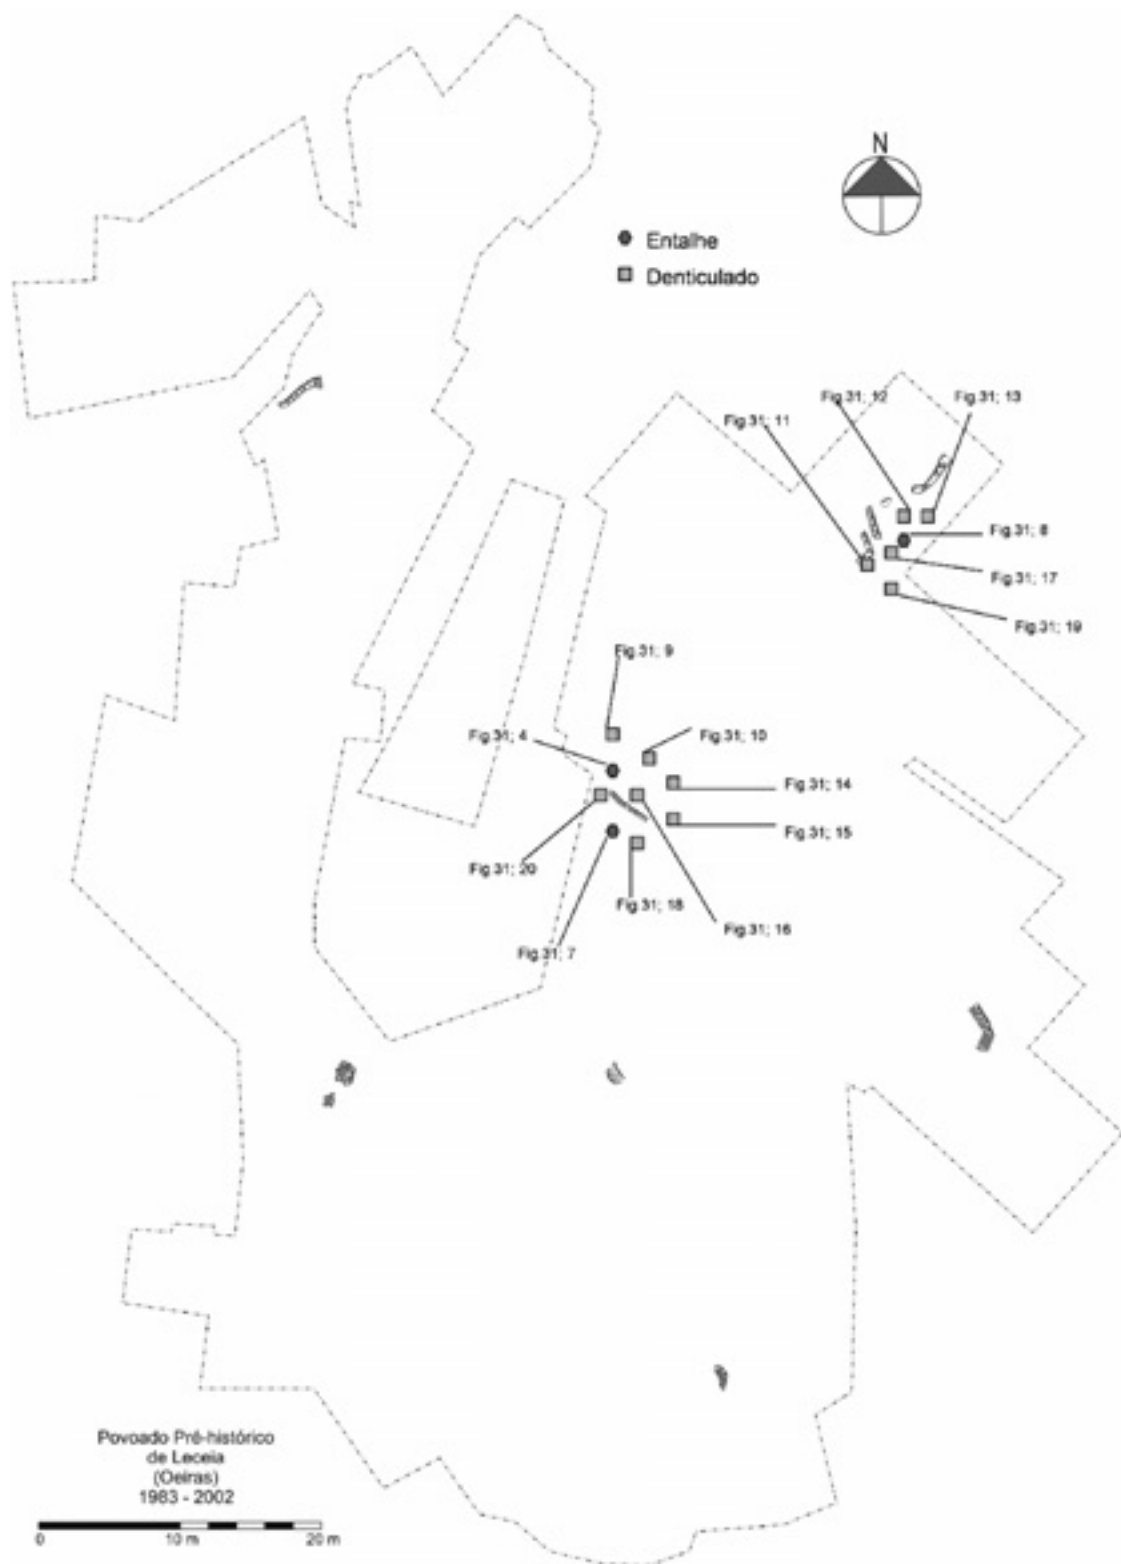 N
Entalhe
Denticulado
Fig.31; 12
Fig.31; 13
Fig.31; 11
Fig.31; 8
Fig.31; 17
Fig.31; 19
Fig.31; 9
Fig.31; 4
Fig.31; 10
Fig.31; 14
Fig.31; 15
Fig.31; 20
Fig.31; 18
Fig.31; 16
Fig.31; 7
Povoado Pré-histórico
de Leceia
(Oeiras)
1983 - 2002
0 10 m 20 m